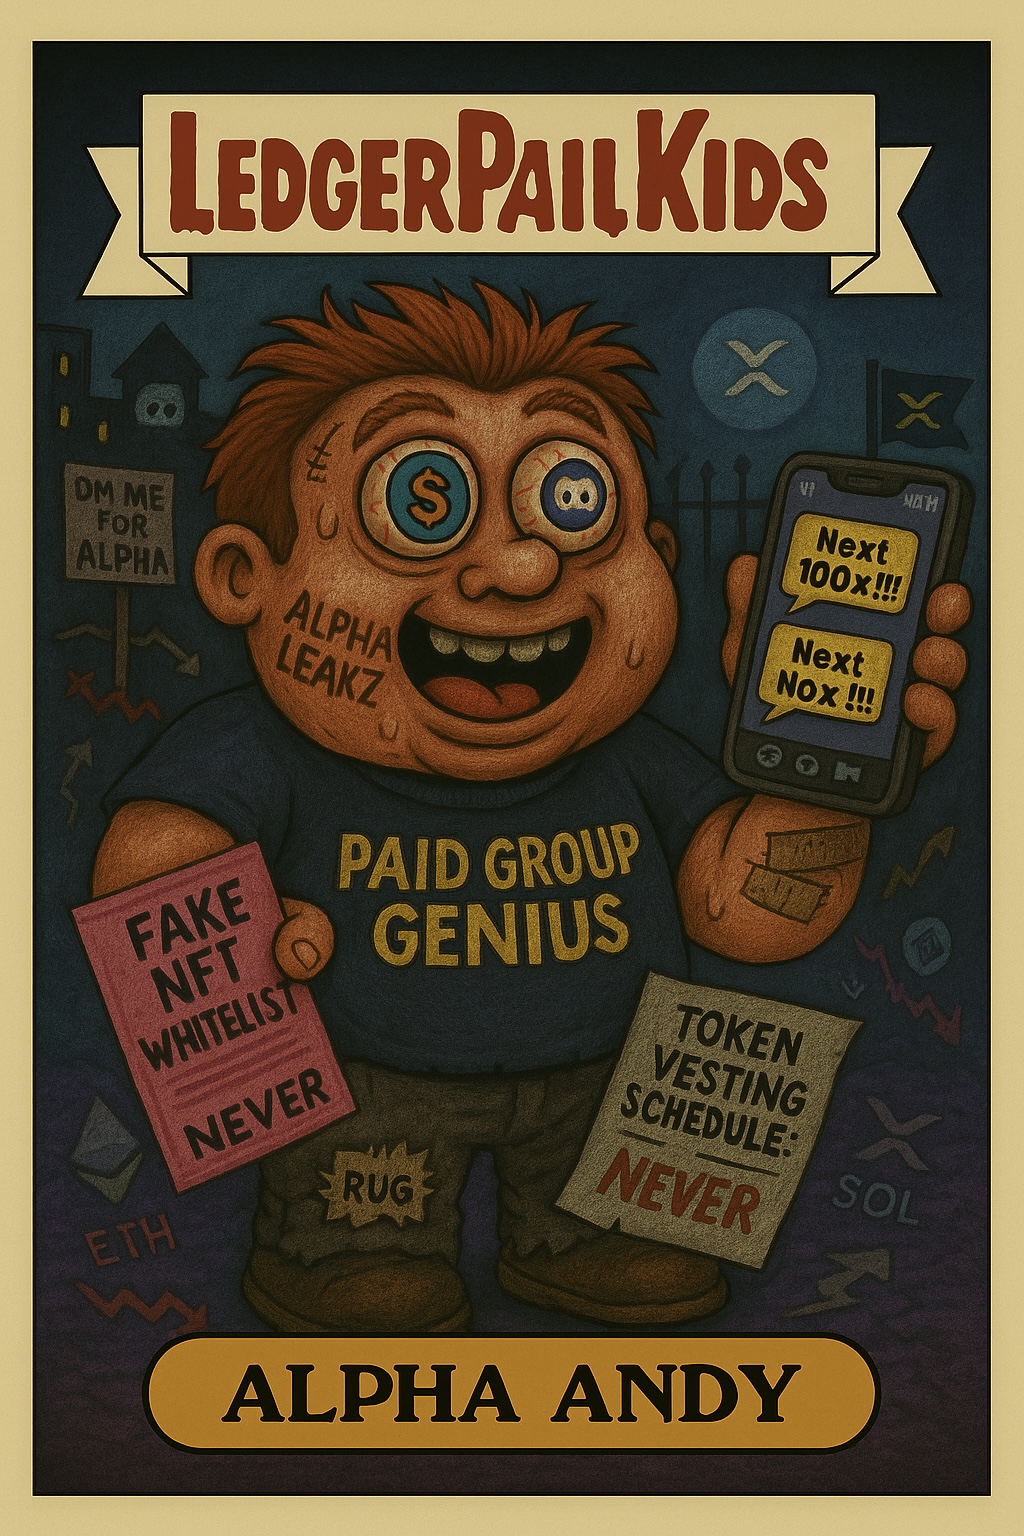 LEDGERPAILKIDS
DM ME
FOR
ALPHA
Next
100x!!!
Next
Nox !!!
ALPHA
LEAKZ
PAID GROUP
GENIUS
FAKE
NFT
WHITELIST
NEVER
TOKEN
VESTING
SCHEDULE:
NEVER
RUG
ETH
SOL
ALPHA ANDY